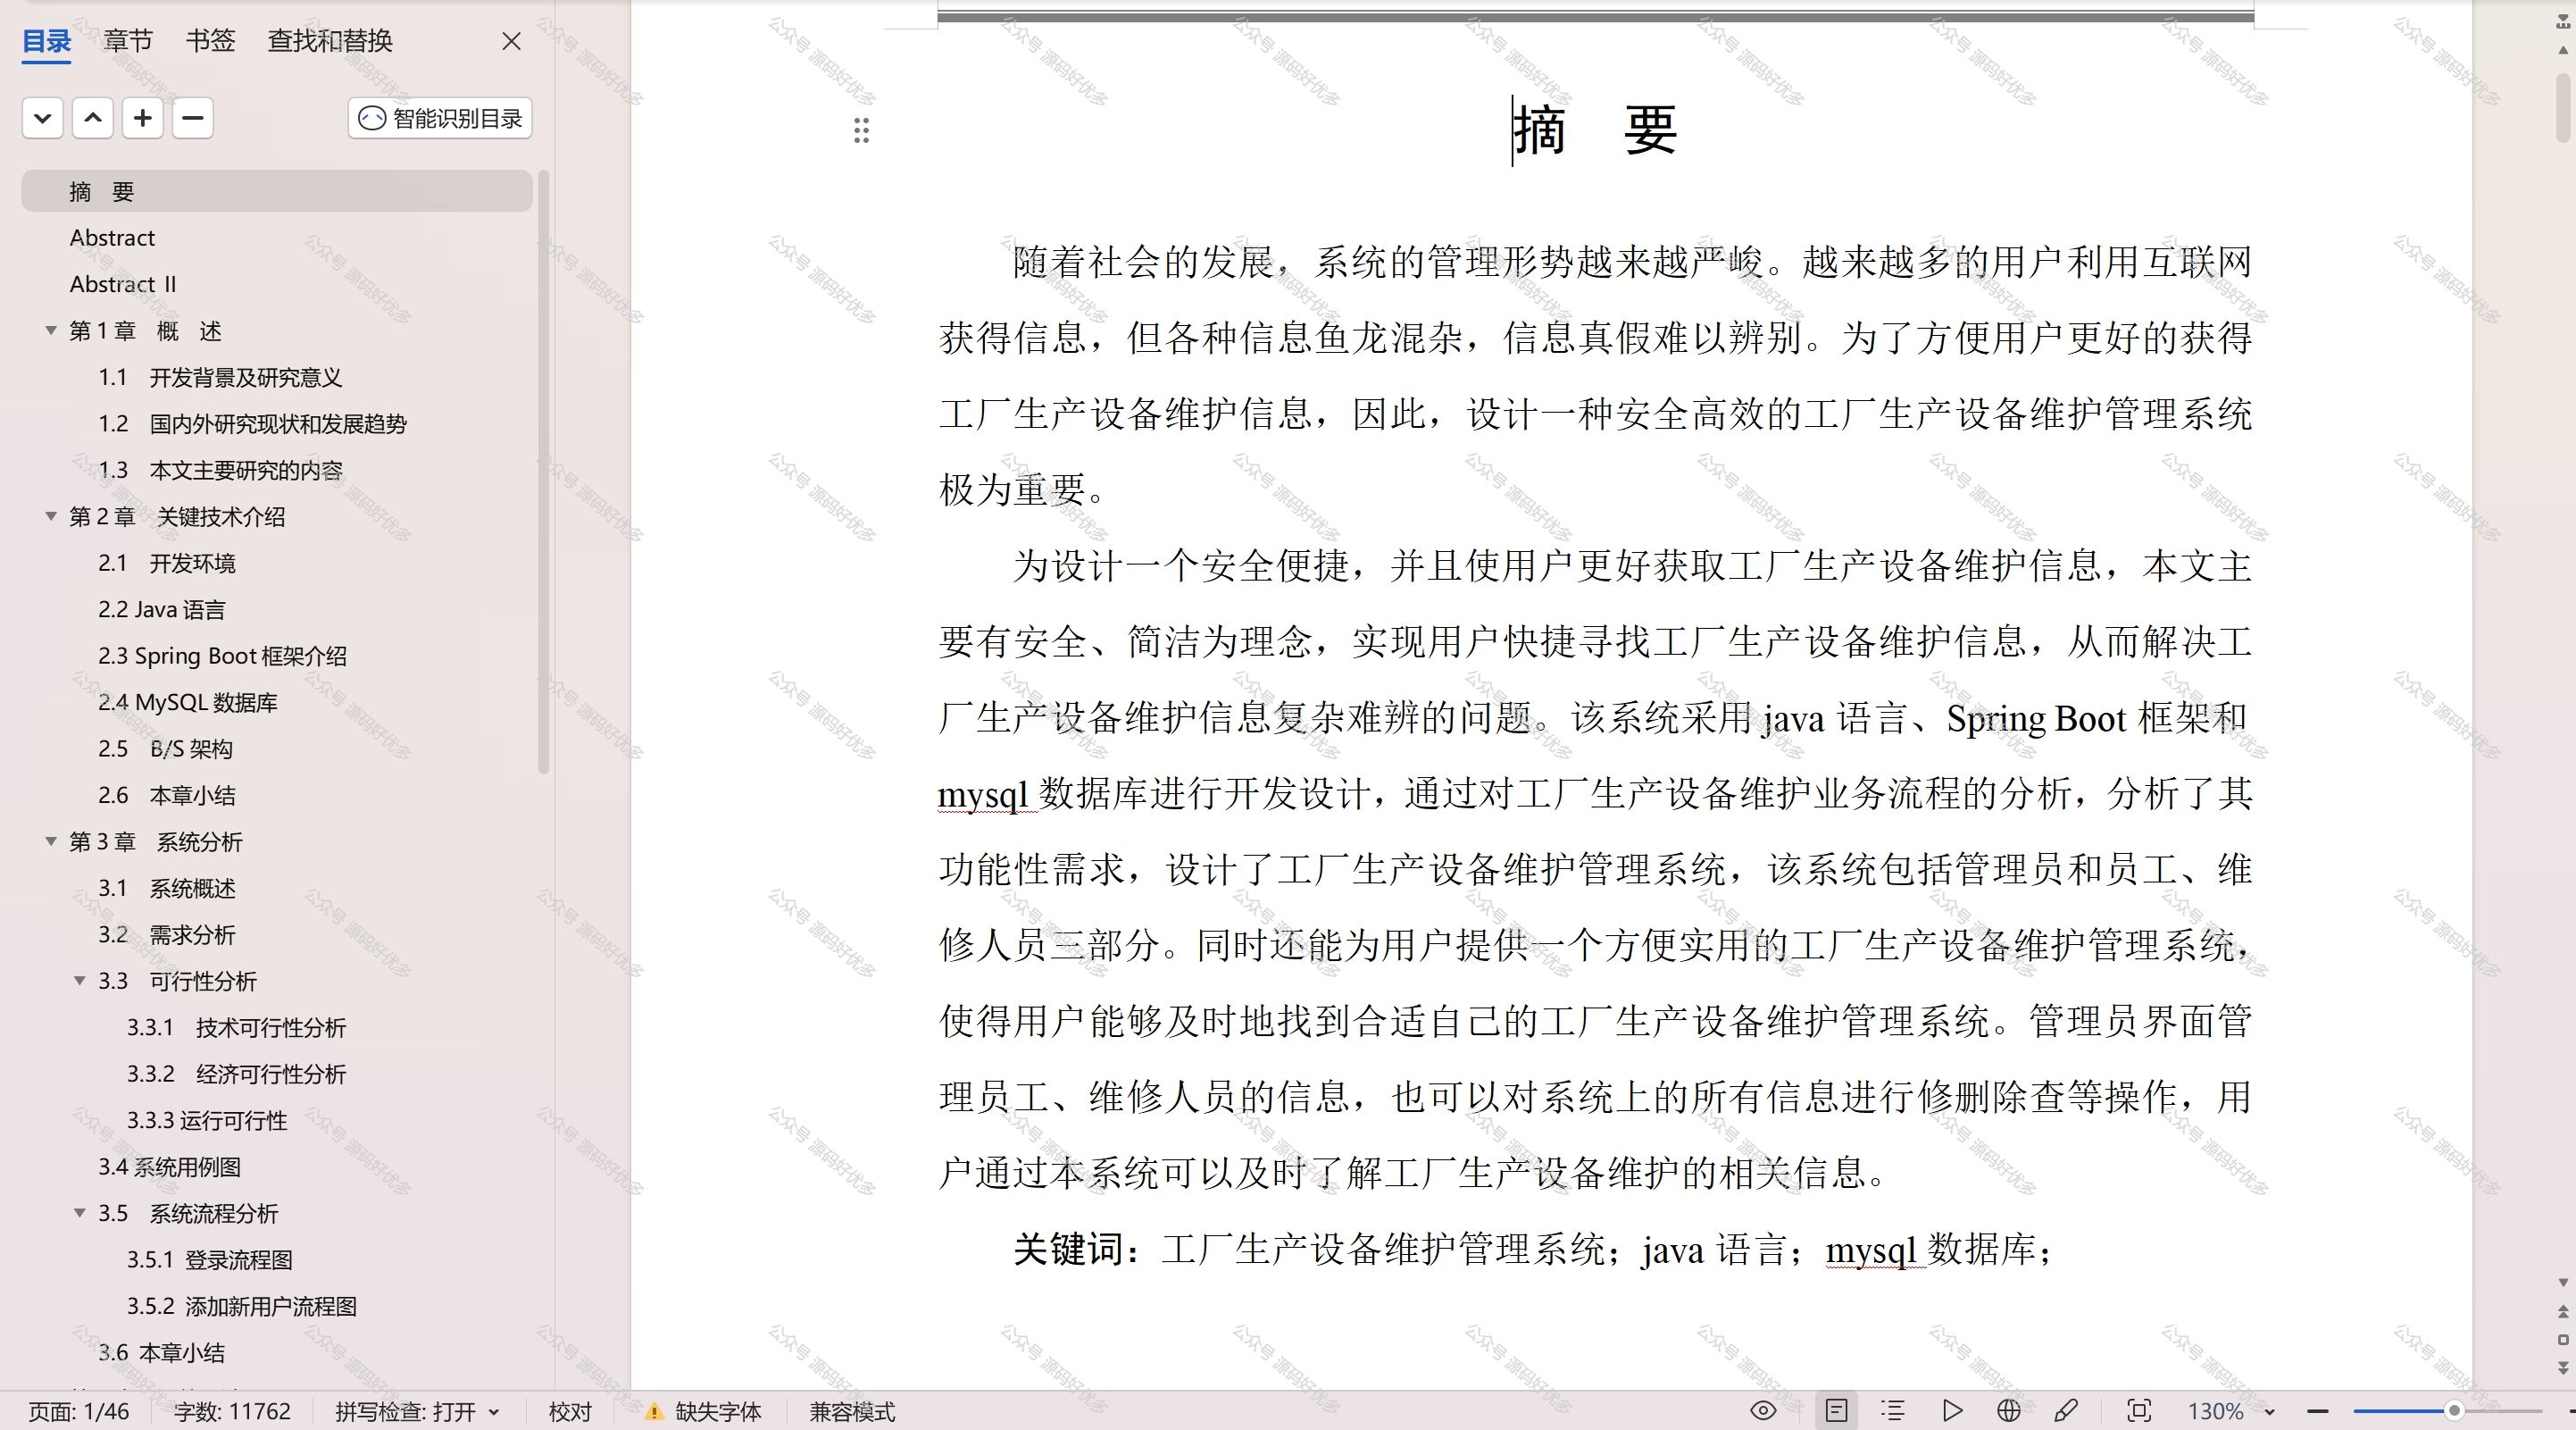 目录 章节 书签 查找和替换
智能识别目录
摘 要
Abstract
Abstract II
第 1 章 概 述
1.1 开发背景及研究意义
1.2 国内外研究现状和发展趋势
1.3 本文主要研究的内容
第 2 章 关键技术介绍
2.1 开发环境
2.2 Java 语言
2.3 Spring Boot 框架介绍
2.4 MySQL 数据库
2.5 B/S 架构
2.6 本章小结
第 3 章 系统分析
3.1 系统概述
3.2 需求分析
3.3 可行性分析
3.3.1 技术可行性分析
3.3.2 经济可行性分析
3.3.3 运行可行性
3.4 系统用例图
3.5 系统流程分析
3.5.1 登录流程图
3.5.2 添加新用户流程图
3.6 本章小结
摘 要
随着社会的发展，系统的管理形势越来越严峻。越来越多的用户利用互联网
获得信息，但各种信息鱼龙混杂，信息真假难以辨别。为了方便用户更好的获得
工厂生产设备维护信息，因此，设计一种安全高效的工厂生产设备维护管理系统
极为重要。
为设计一个安全便捷，并且使用户更好获取工厂生产设备维护信息，本文主
要有安全、简洁为理念，实现用户快捷寻找工厂生产设备维护信息，从而解决工
厂生产设备维护信息复杂难辨的问题。该系统采用 java 语言、Spring Boot 框架和
mysql 数据库进行开发设计，通过对工厂生产设备维护业务流程的分析，分析了其
功能性需求，设计了工厂生产设备维护管理系统，该系统包括管理员和员工、维
修人员三部分。同时还能为用户提供一个方便实用的工厂生产设备维护管理系统，
使得用户能够及时地找到合适自己的工厂生产设备维护管理系统。管理员界面管
理员工、维修人员的信息，也可以对系统上的所有信息进行修删除查等操作，用
户通过本系统可以及时了解工厂生产设备维护的相关信息。
关键词：工厂生产设备维护管理系统；java 语言；mysql 数据库；
页面: 1/46 字数: 11762 拼写检查: 打开 校对 缺失字体 兼容模式 130%
公众号 源码好优多